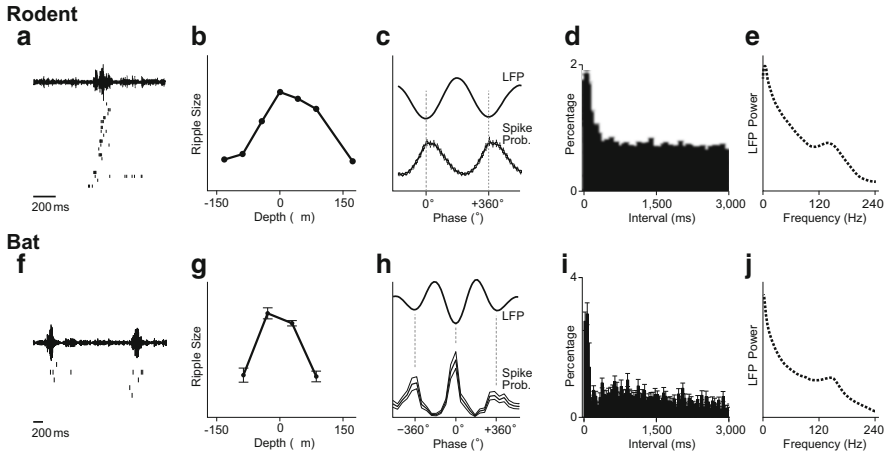 Rodent
a
200 ms
b
Ripple Size
-150 0 150
Depth ( m)
c
LFP
Spike
Prob.
0° +360°
Phase (°)
d
Percentage
2
0
0 1,500 3,000
Interval (ms)
e
LFP Power
0 120 240
Frequency (Hz)
Bat
f
200 ms
g
Ripple Size
-150 0 150
Depth ( m)
h
LFP
Spike
Prob.
−360° 0° +360°
Phase (°)
i
Percentage
4
0
0 1,500 3,000
Interval (ms)
j
LFP Power
0 120 240
Frequency (Hz)